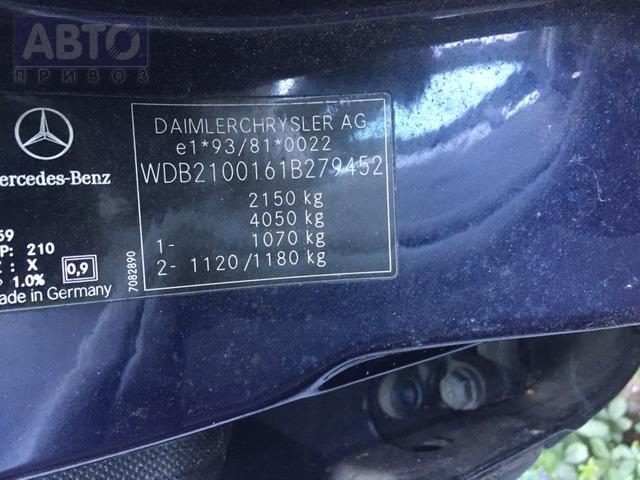 АВТО
ПРИВОЗ
DAIMLERCHRYSLER AG
e1*93/81*0022
WDB2100161B279452
2150 kg
4050 kg
1- 1070 kg
2- 1120/1180 kg
ercedes-Benz
59
P: 210
: X
1.0%
0,9
ade in Germany
7082890